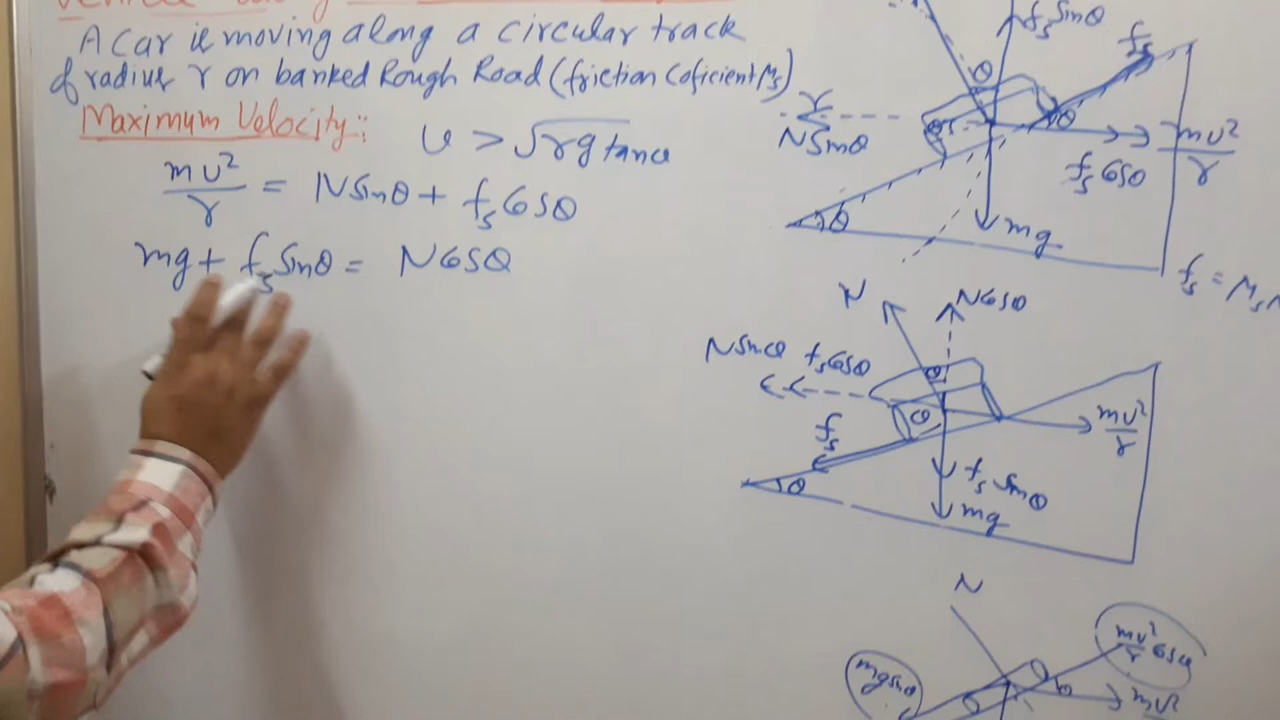 A Car is moving along a circular track
of radius r on banked Rough Road (friction Coficient μs)
Maximum Velocity:
v > √rg tanθ
mv²/r = N sinθ + fs cosθ
mg + fs sinθ = N cosθ
fs sinθ
fs
θ
r
N sinθ
θ
θ
mv²/r
fs cosθ
θ
mg
fs = μs N
N
N cosθ
N sinθ fs cosθ
θ
θ
mv²/r
fs
θ
fs sinθ
mg
N
mv²/r cosθ
mg sinθ
θ
mv²